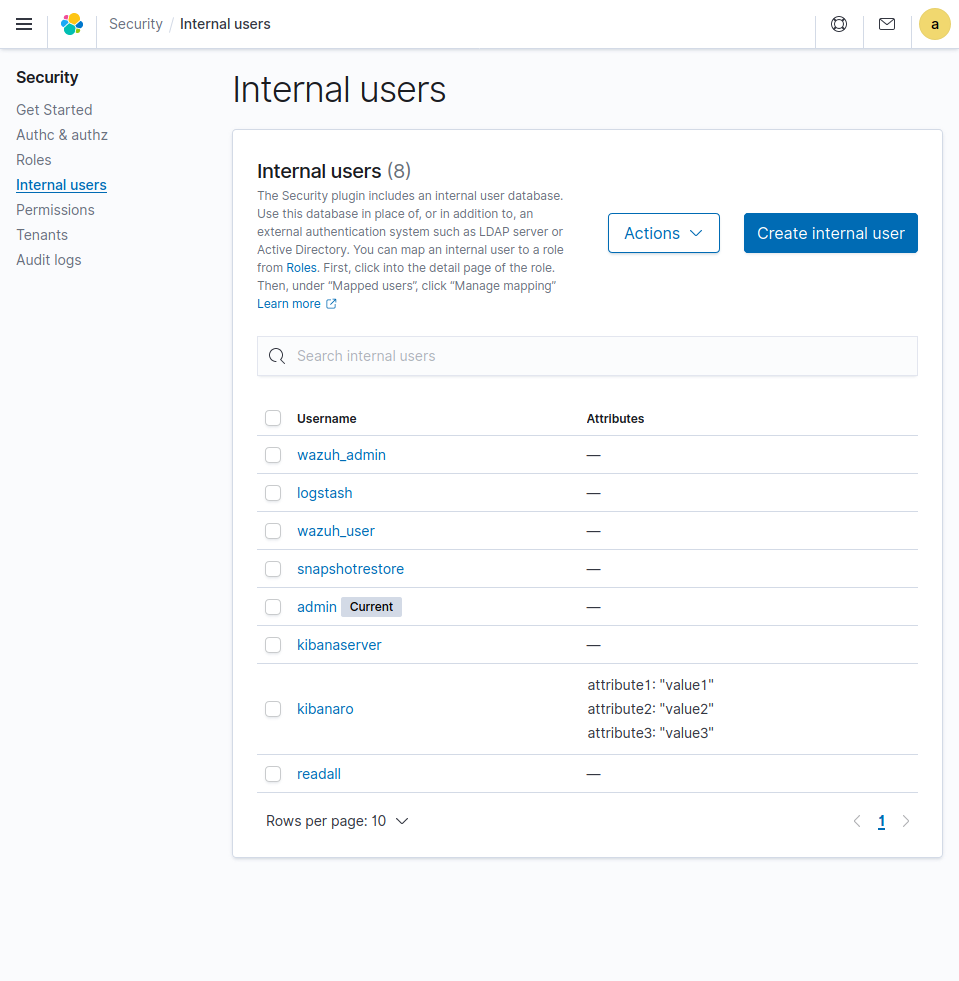 Security / Internal users
a
Security
Get Started
Authc & authz
Roles
Internal users
Permissions
Tenants
Audit logs
Internal users
Internal users (8)
The Security plugin includes an internal user database.
Use this database in place of, or in addition to, an
external authentication system such as LDAP server or
Active Directory. You can map an internal user to a role
from Roles. First, click into the detail page of the role.
Then, under “Mapped users”, click “Manage mapping”
Learn more
Actions
Create internal user
Search internal users
Username Attributes
wazuh_admin —
logstash —
wazuh_user —
snapshotrestore —
admin Current —
kibanaserver —
kibanaro
attribute1: "value1"
attribute2: "value2"
attribute3: "value3"
readall —
Rows per page: 10
1